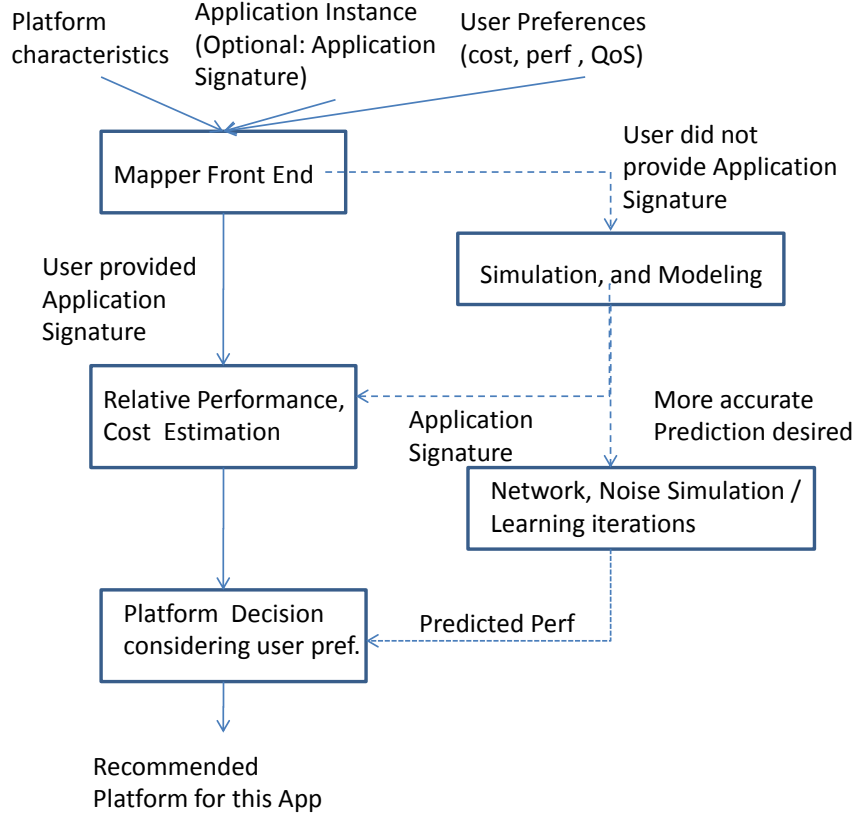 Platform
characteristics
Application Instance
(Optional: Application
Signature)
User Preferences
(cost, perf , QoS)
Mapper Front End
User did not
provide Application
Signature
User provided
Application
Signature
Simulation, and Modeling
Relative Performance,
Cost Estimation
Application
Signature
More accurate
Prediction desired
Network, Noise Simulation /
Learning iterations
Platform Decision
considering user pref.
Predicted Perf
Recommended
Platform for this App